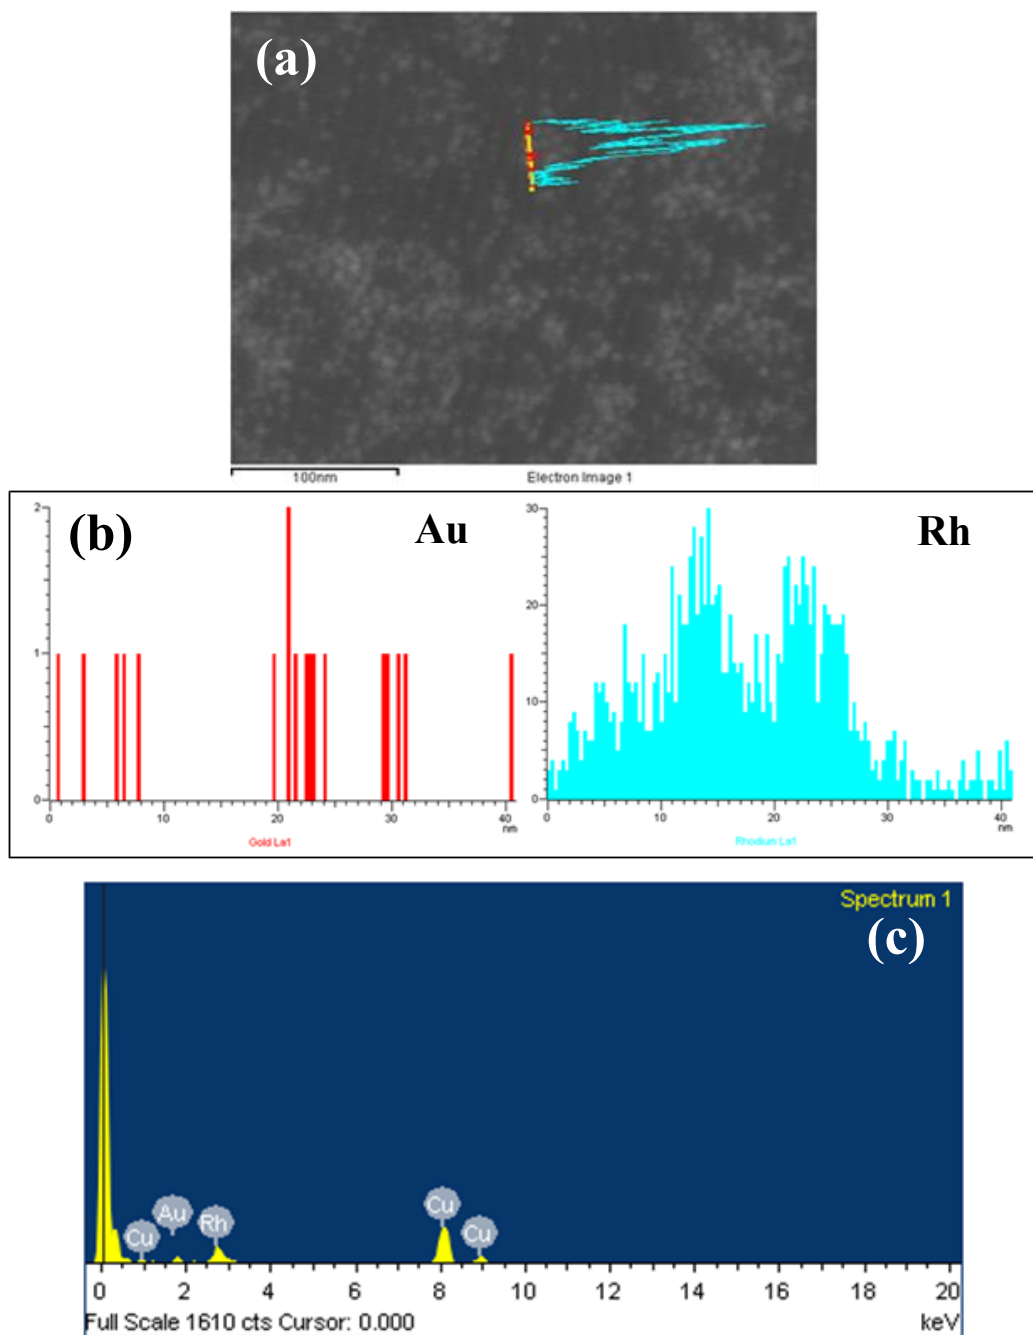 (a)
100nm Electron Image 1
(b) Au Rh
2
1
0
0 10 20 30 40
nm
Gold La1
30
20
10
0
0 10 20 30 40
nm
Rhodium La1
Spectrum 1
(c)
Cu Au Rh Cu Cu
0 2 4 6 8 10 12 14 16 18 20
Full Scale 1610 cts Cursor: 0.000 keV